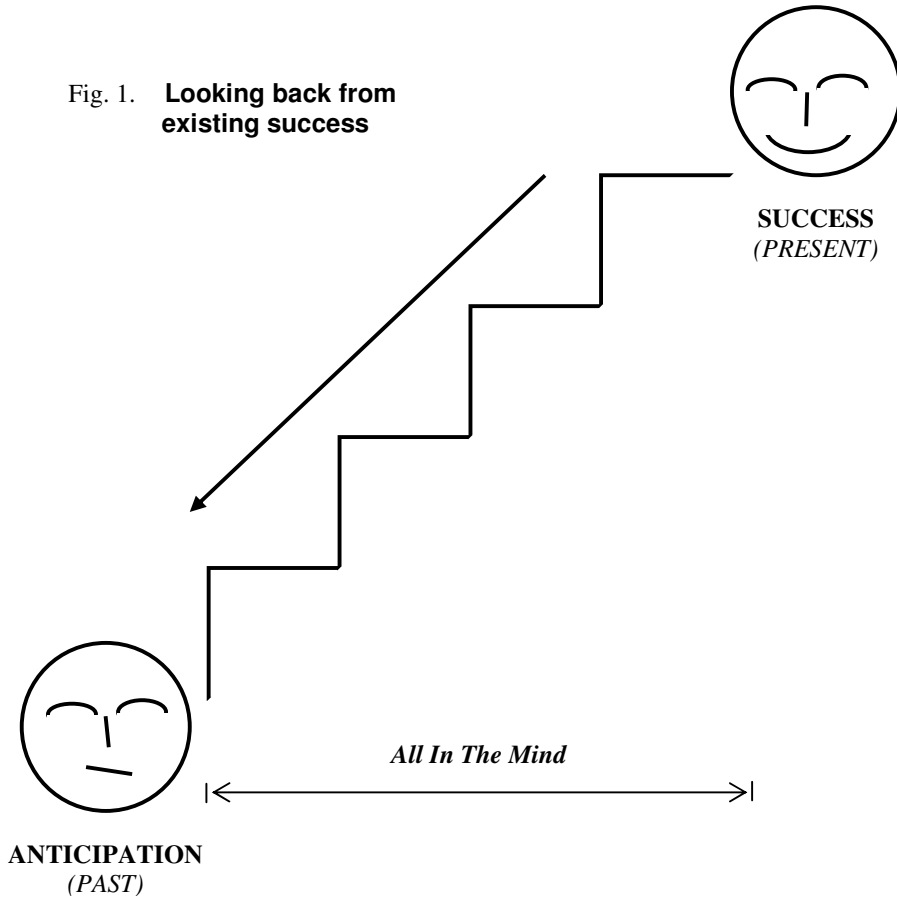 Fig. 1. Looking back from
existing success
SUCCESS
(PRESENT)
All In The Mind
ANTICIPATION
(PAST)